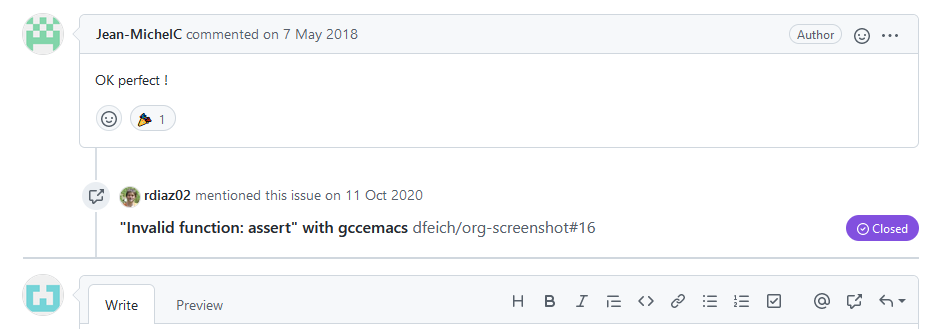 Jean-MichelC commented on 7 May 2018
Author
OK perfect !
1
rdiaz02 mentioned this issue on 11 Oct 2020
"Invalid function: assert" with gccemacs dfeich/org-screenshot#16
Closed
Write
Preview